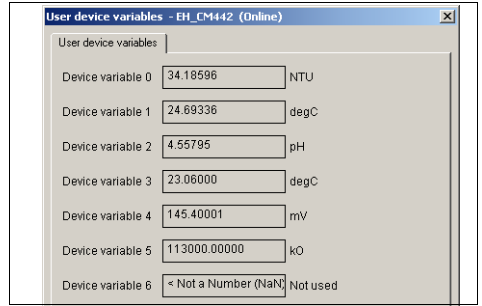 User device variables - EH_CM442 (Online)
User device variables
Device variable 0 34.18596 NTU
Device variable 1 24.69336 degC
Device variable 2 4.55795 pH
Device variable 3 23.06000 degC
Device variable 4 145.40001 mV
Device variable 5 113000.00000 kO
Device variable 6 < Not a Number (NaN) Not used